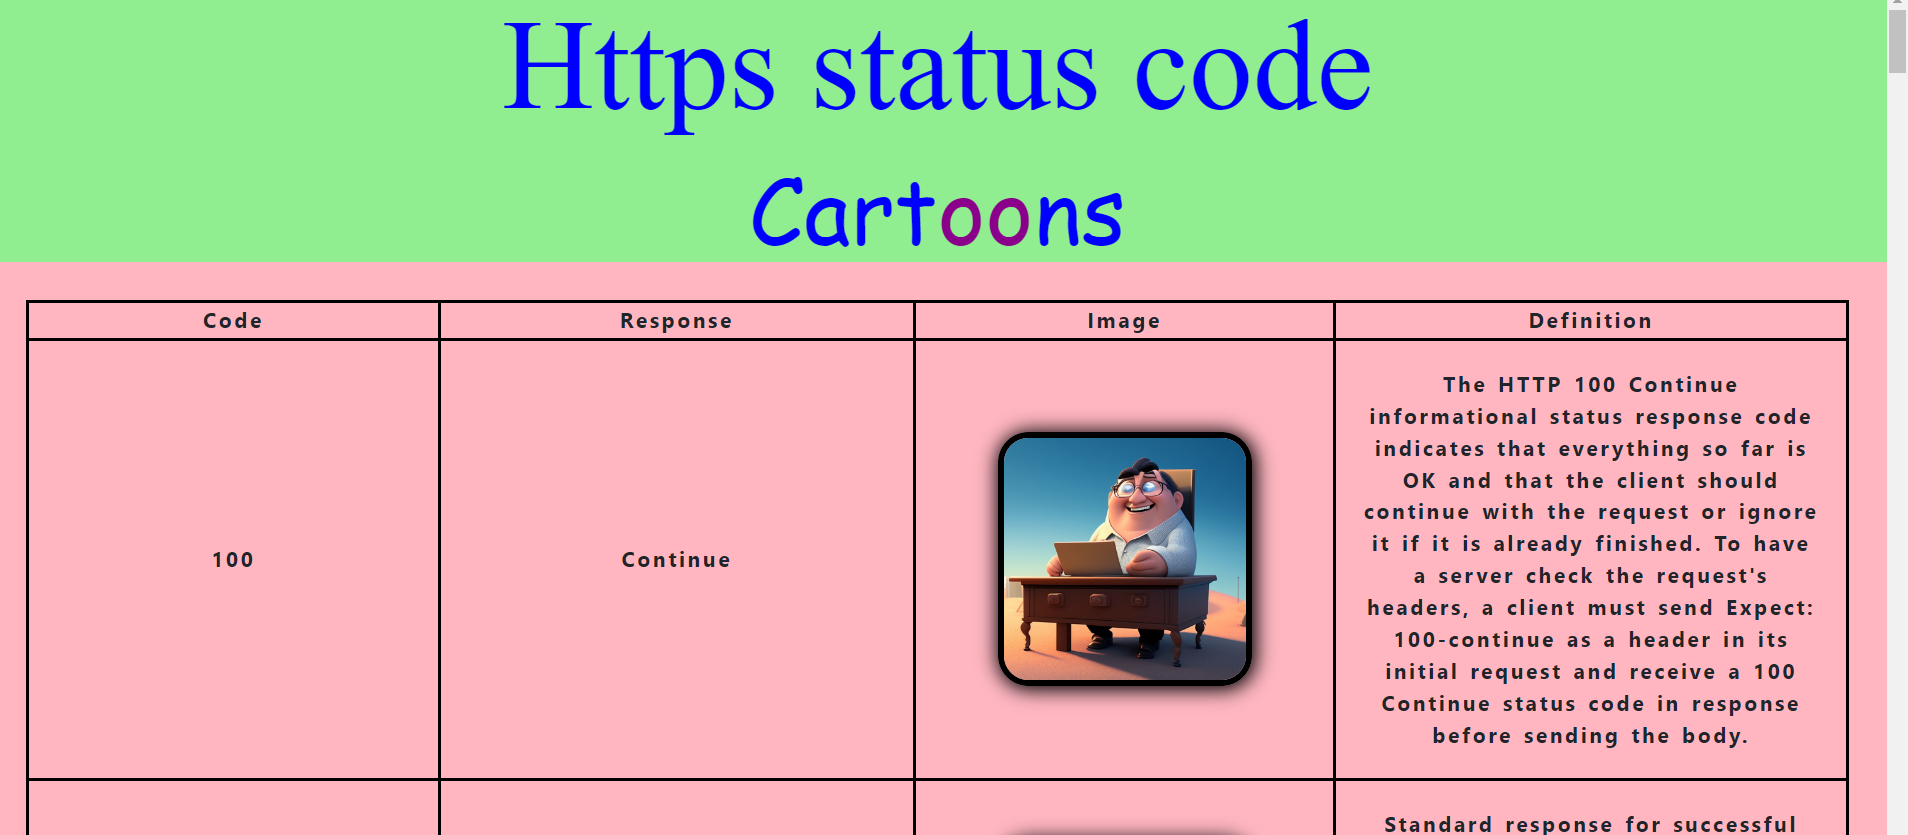 Https status code
Cartoons
Code Response Image Definition
100 Continue
The HTTP 100 Continue
informational status response code
indicates that everything so far is
OK and that the client should
continue with the request or ignore
it if it is already finished. To have
a server check the request's
headers, a client must send Expect:
100-continue as a header in its
initial request and receive a 100
Continue status code in response
before sending the body.
Standard response for successful